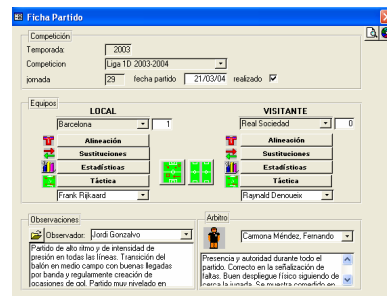 Ficha Partido
Competición
Temporada: 2003
Competicion Liga 1D 2003-2004
jornada 29 fecha partido 21/03/04 realizado
Equipos
LOCAL VISITANTE
Barcelona 1 Real Sociedad 0
Alineación Alineación
Sustituciones Sustituciones
Estadísticas Estadísticas
Táctica Táctica
Frank Rijkaard Raynald Denoueix
Observaciones Arbitro
Observador: Jordi Gonzalvo Carmona Méndez, Fernando
Partido de alto ritmo y de intensidad de
presión en todas las líneas. Transición del
balón en medio campo con buenas llegadas
por banda y regularmente creación de
ocasiones de gol. Partido muy nivelado en
Presencia y autoridad durante todo el
partido. Correcto en la señalización de
faltas. Buen despliegue físico siguiendo de
cerca la jugada. Se muestra comedido en